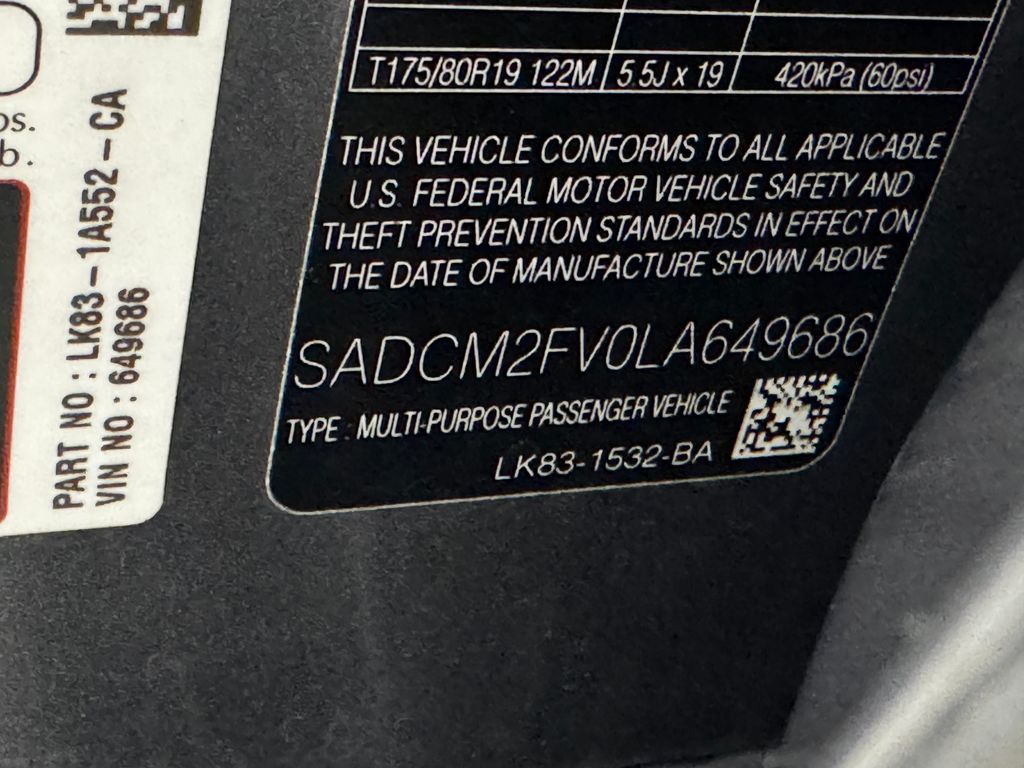 os.
b.
PART NO : LK83-1A552-CA
VIN NO : 649686
T175/80R19 122M 5.5J x 19 420kPa (60psi)
THIS VEHICLE CONFORMS TO ALL APPLICABLE
U.S. FEDERAL MOTOR VEHICLE SAFETY AND
THEFT PREVENTION STANDARDS IN EFFECT ON
THE DATE OF MANUFACTURE SHOWN ABOVE
SADCM2FV0LA649686
TYPE : MULTI-PURPOSE PASSENGER VEHICLE
LK83-1532-BA